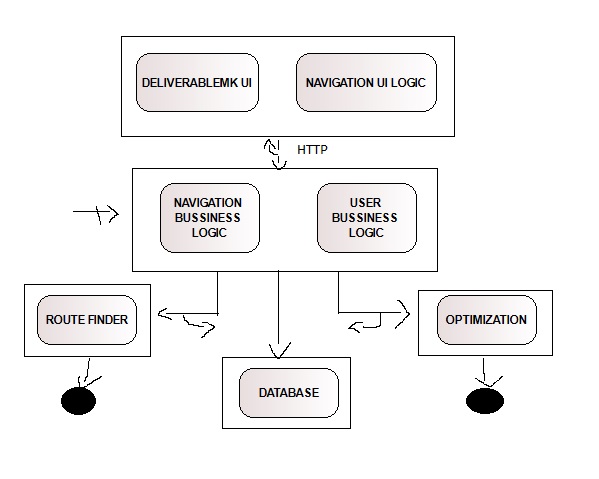 DELIVERABLEMK UI
NAVIGATION UI LOGIC
HTTP
NAVIGATION
BUSSINESS
LOGIC
USER
BUSSINESS
LOGIC
ROUTE FINDER
OPTIMIZATION
DATABASE